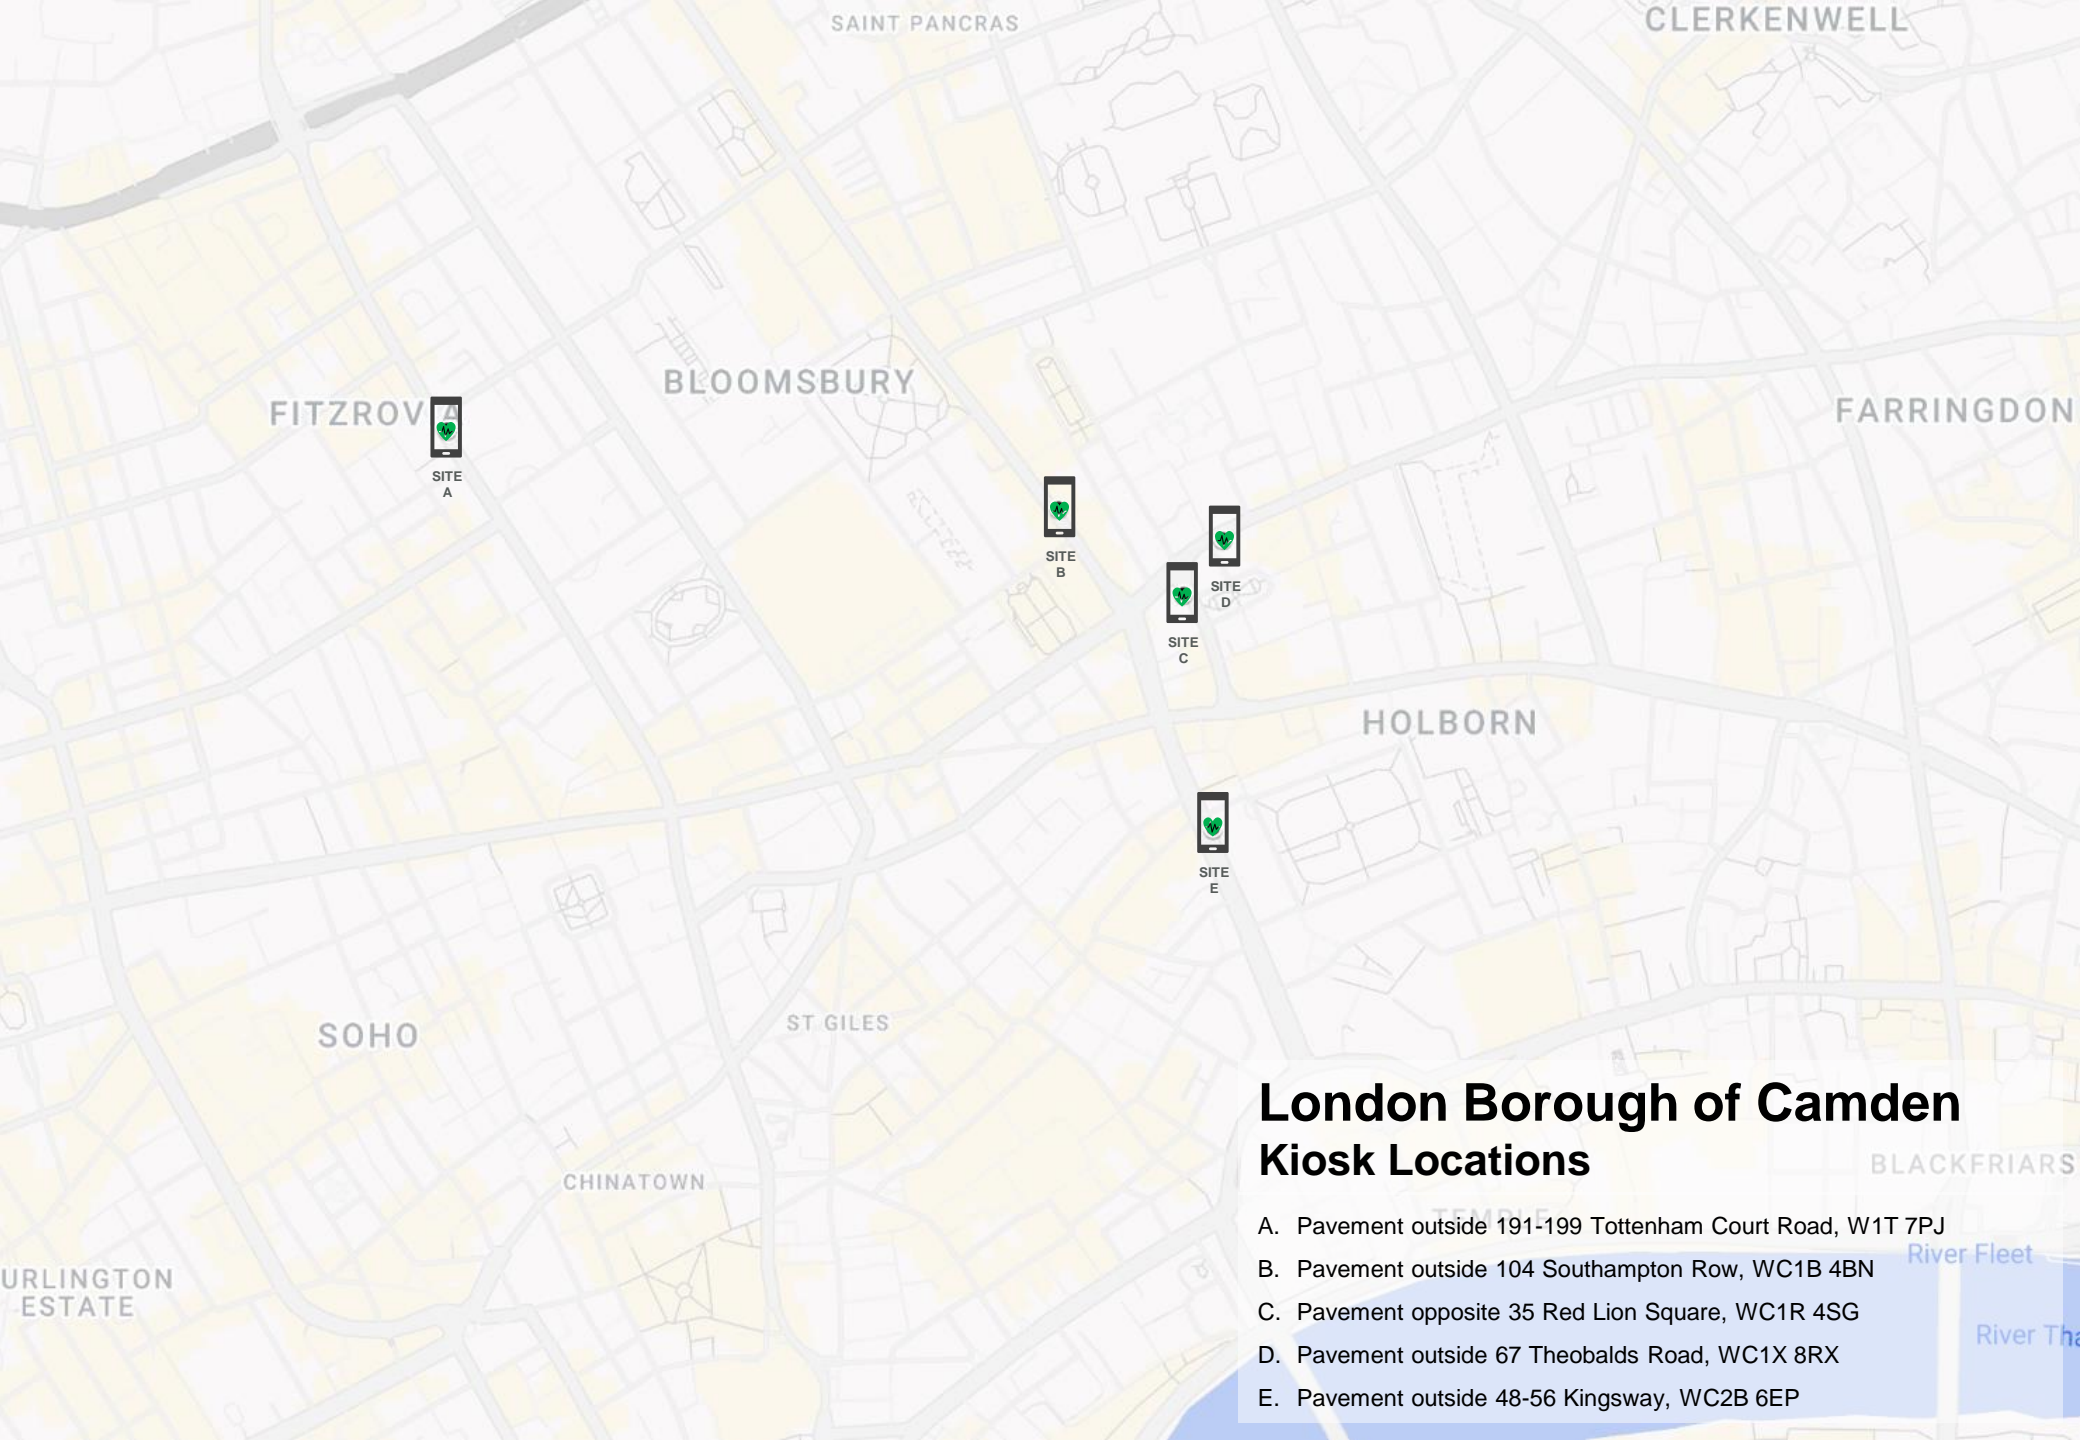 SAINT PANCRAS
CLERKENWELL
BLOOMSBURY
FITZROV A
FARRINGDON
SITE
A
SITE
B
SITE
D
SITE
C
HOLBORN
SITE
E
ST GILES
SOHO
London Borough of Camden
Kiosk Locations
BLACKFRIARS
CHINATOWN
TEMPLE
A. Pavement outside 191-199 Tottenham Court Road, W1T 7PJ
River Fleet
B. Pavement outside 104 Southampton Row, WC1B 4BN
URLINGTON
ESTATE
C. Pavement opposite 35 Red Lion Square, WC1R 4SG
River Tha
D. Pavement outside 67 Theobalds Road, WC1X 8RX
E. Pavement outside 48-56 Kingsway, WC2B 6EP